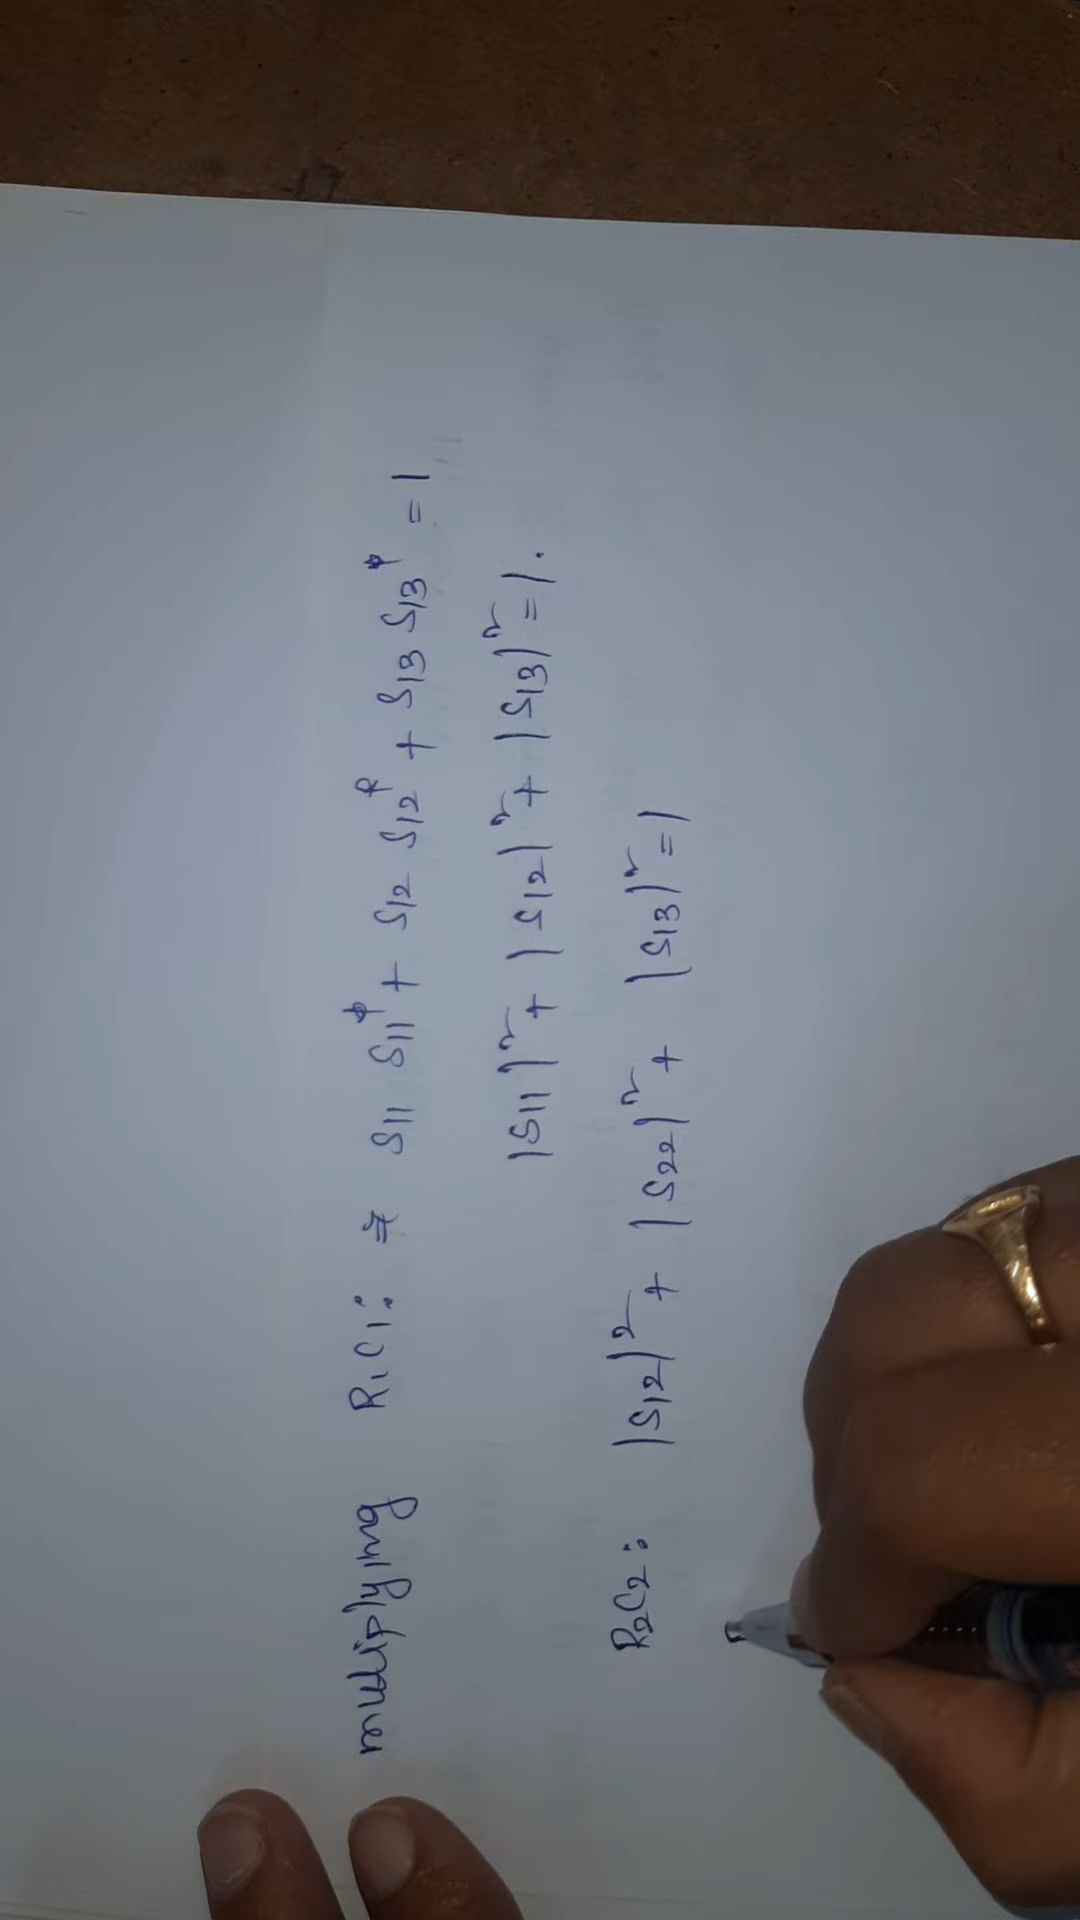 multiplying R1C1: ⇒ S11 S11* + S12 S12* + S13 S13* = 1
|S11|² + |S12|² + |S13|² = 1.
R2C2: |S12|² + |S22|² + |S13|² = 1